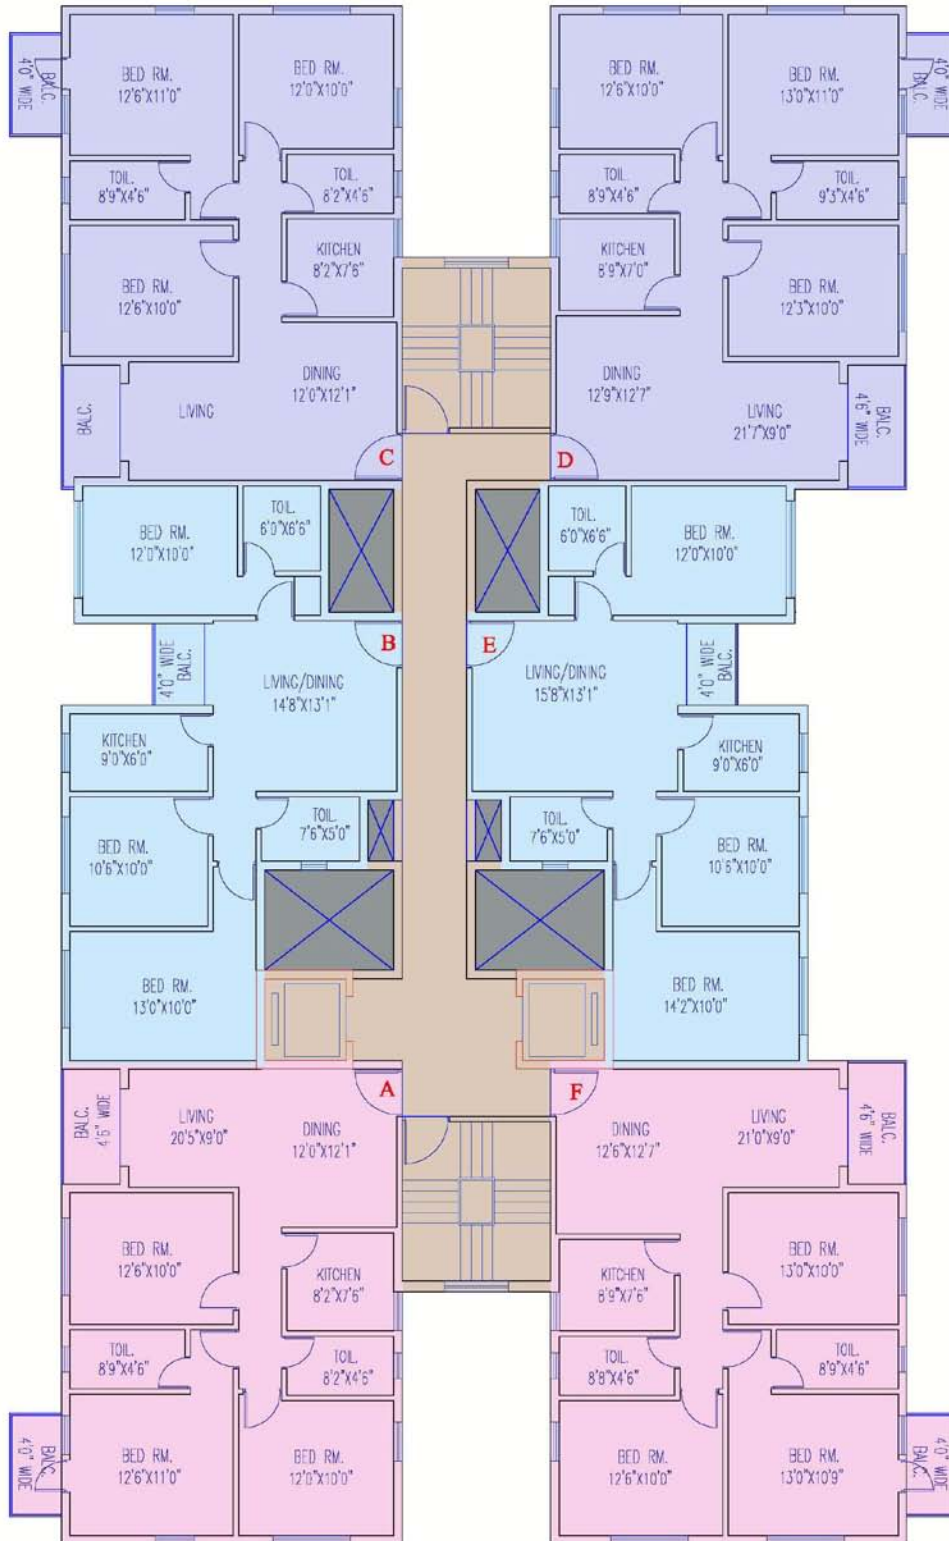 BED RM.
12'6"X11'0"
BED RM.
12'0"X10'0"
4'0" WIDE
BALC.
TOIL.
8'9"X4'6"
TOIL.
8'2"X4'6"
KITCHEN
8'2"X7'6"
BED RM.
12'6"X10'0"
DINING
12'0"X12'1"
LIVING
BALC.
C
BED RM.
12'6"X10'0"
BED RM.
13'0"X11'0"
BALC.
4'0" WIDE
TOIL.
8'9"X4'6"
TOIL.
9'3"X4'6"
KITCHEN
8'9"X7'0"
BED RM.
12'3"X10'0"
DINING
12'9"X12'7"
LIVING
21'7"X9'0"
BALC.
4'6" WIDE
D
BED RM.
12'0"X10'0"
TOIL.
6'0"X6'6"
B
4'0" WIDE
BALC.
LIVING/DINING
14'8"X13'1"
KITCHEN
9'0"X6'0"
TOIL.
7'6"X5'0"
BED RM.
10'6"X10'0"
BED RM.
13'0"X10'0"
TOIL.
6'0"X6'6"
BED RM.
12'0"X10'0"
E
LIVING/DINING
15'8"X13'1"
4'0" WIDE
BALC.
KITCHEN
9'0"X6'0"
TOIL.
7'6"X5'0"
BED RM.
10'6"X10'0"
BED RM.
14'2"X10'0"
A
BALC.
4'6" WIDE
LIVING
20'5"X9'0"
DINING
12'0"X12'1"
BED RM.
12'6"X10'0"
KITCHEN
8'2"X7'6"
TOIL.
8'9"X4'6"
TOIL.
8'2"X4'6"
4'0" WIDE
BALC.
BED RM.
12'6"X11'0"
BED RM.
12'0"X10'0"
F
DINING
12'6"X12'7"
LIVING
21'0"X9'0"
BALC.
4'6" WIDE
BED RM.
13'0"X10'0"
KITCHEN
8'9"X7'6"
TOIL.
8'8"X4'6"
TOIL.
8'9"X4'6"
BED RM.
12'6"X10'0"
BED RM.
13'0"X10'9"
BALC.
4'0" WIDE